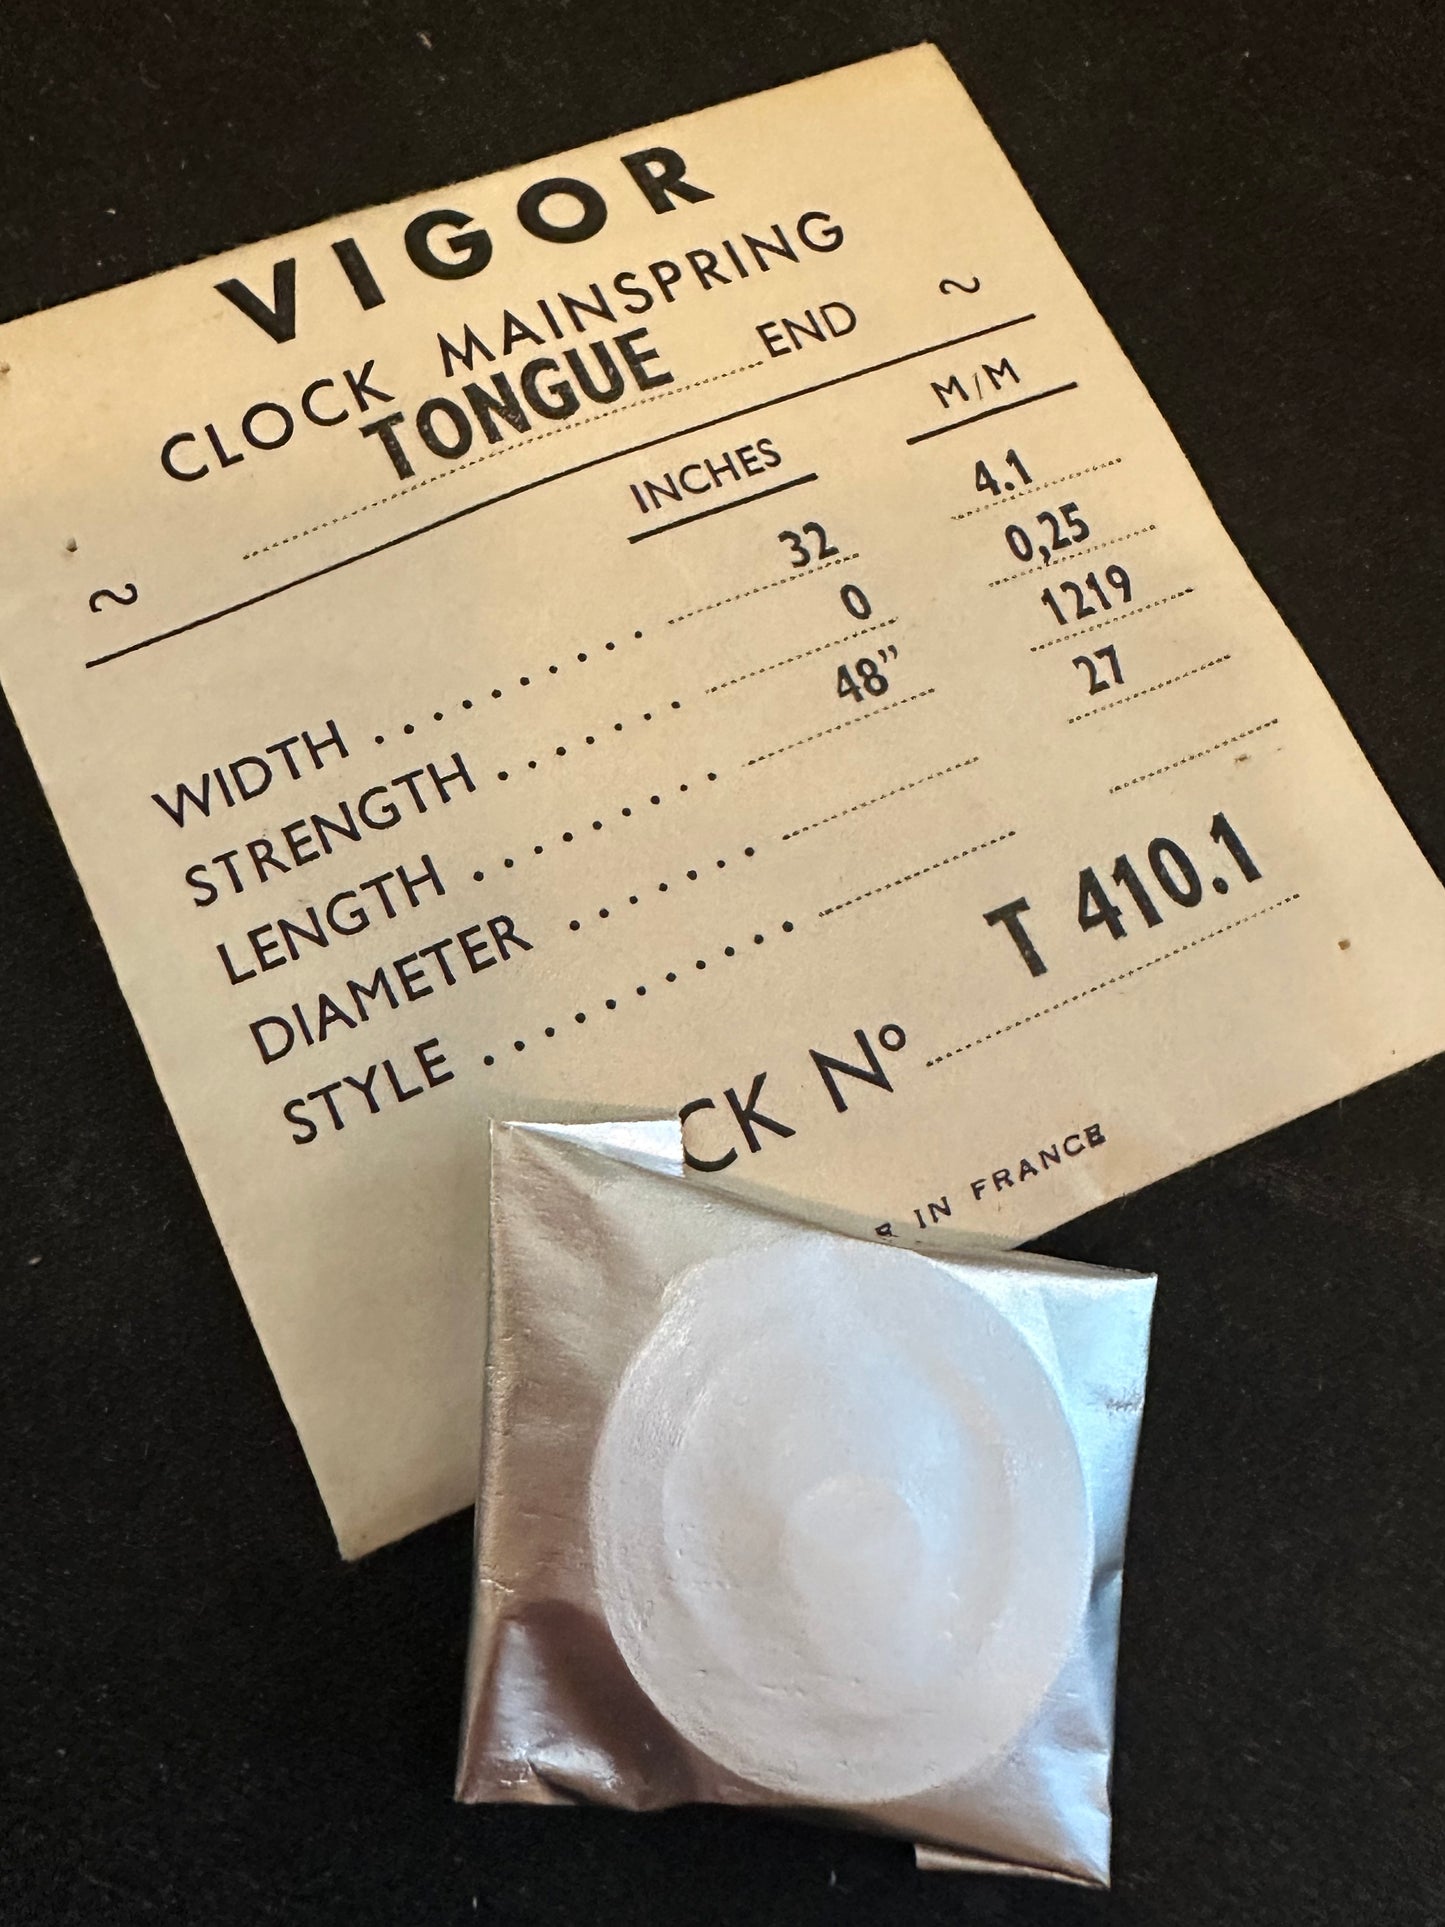 VIGOR
CLOCK MAINSPRING
~ TONGUE END ~
INCHES M/M
WIDTH 32 4.1
STRENGTH 0 0,25
LENGTH 48" 1219
DIAMETER 27
STYLE
CK Nº T 410.1
IN FRANCE